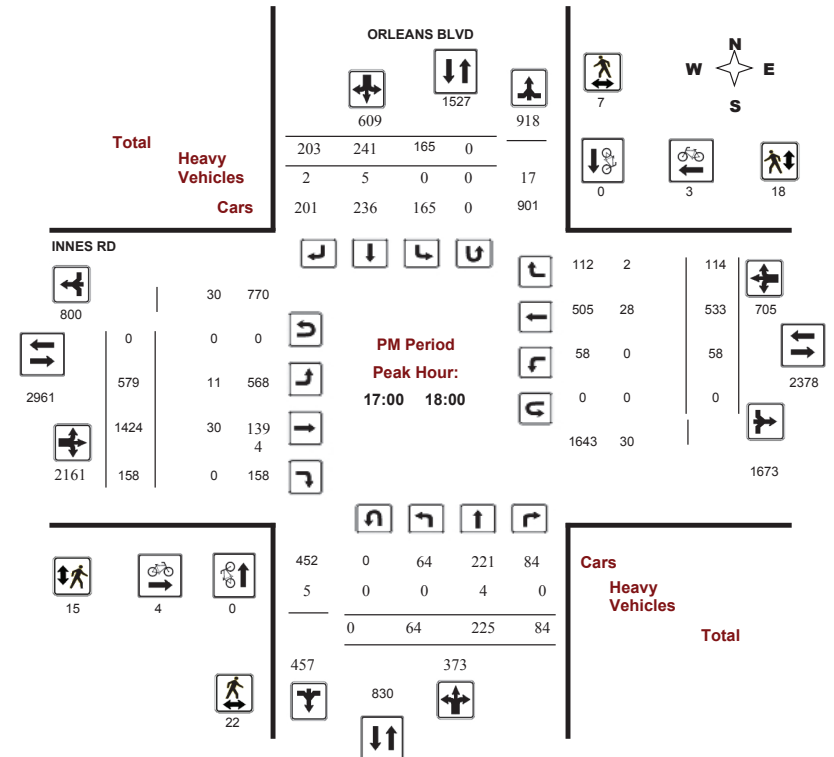 ORLEANS BLVD
N
W E
S
1527
7
609 918
Total 203 241 165 0
Heavy
Vehicles 2 5 0 0 17
Cars 201 236 165 0 901
0 3 18
INNES RD
800 30 770
112 2 114
705
0 0 0
505 28 533
2961
579 11 568
PM Period
Peak Hour:
17:00 18:00
58 0 58
2378
0 0 0
1424 30 139
4
1643 30
2161 158 0 158
1673
452 0 64 221 84 Cars
5 0 0 4 0 Heavy
Vehicles
15 4 0
0 64 225 84 Total
457 373
830
22